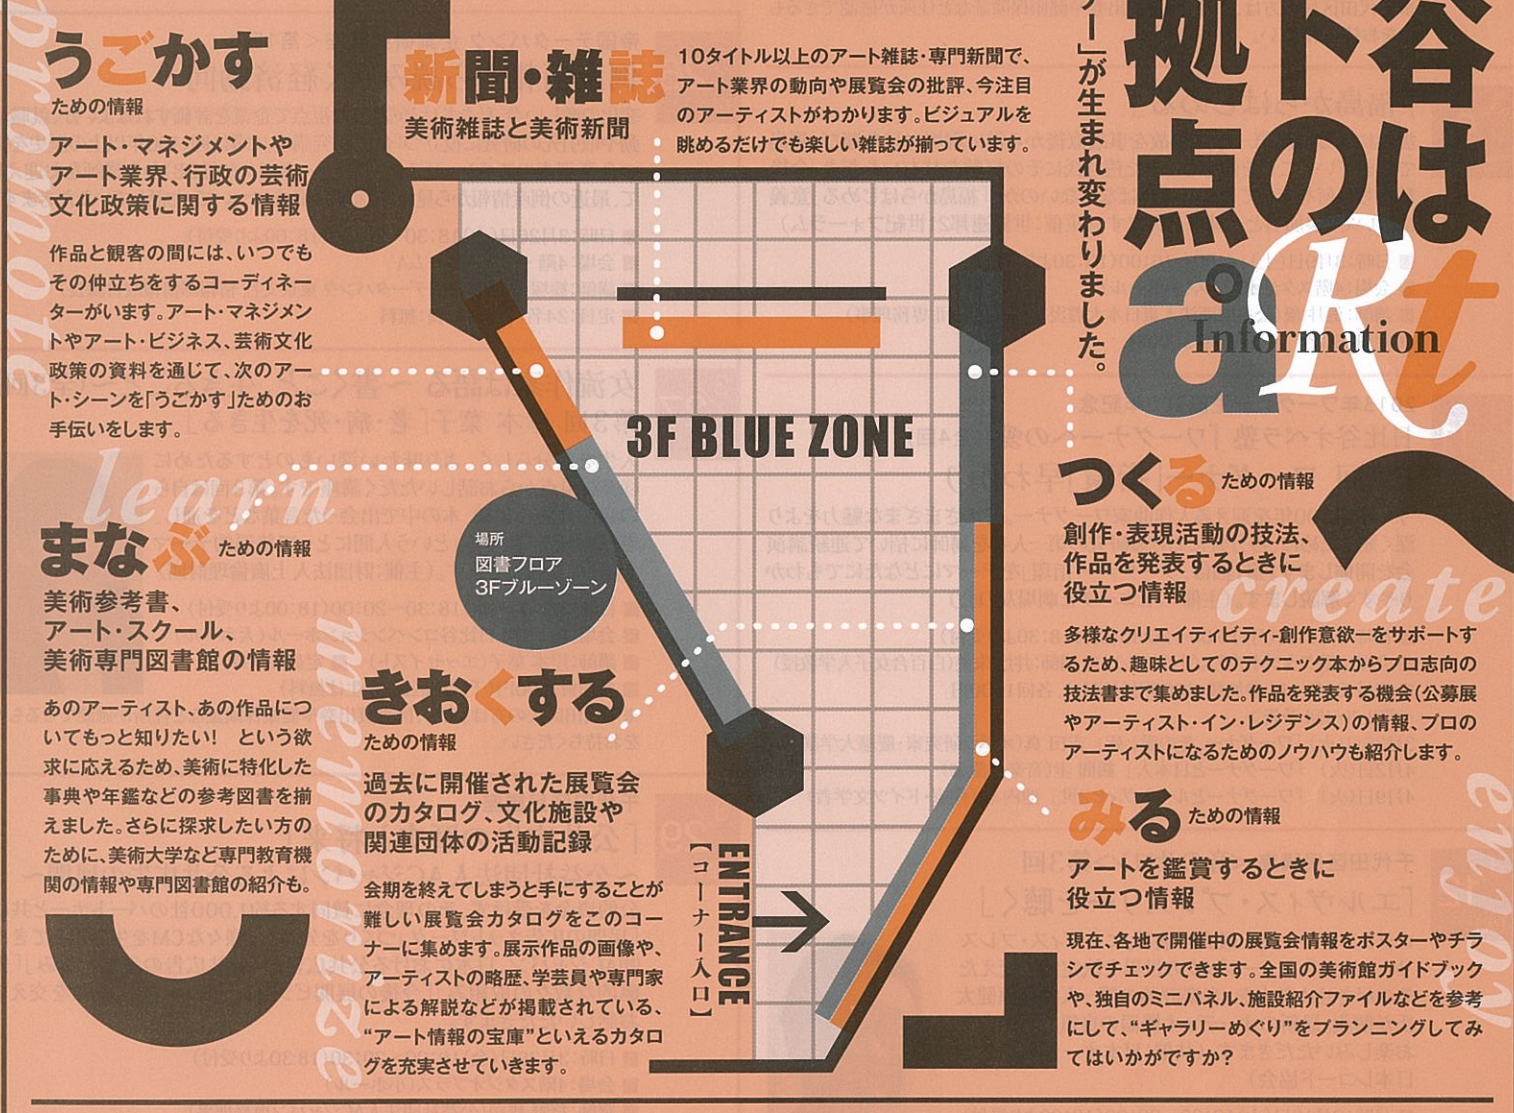 うごかす
ための情報
アート・マネジメントや
アート業界、行政の芸術
文化政策に関する情報
作品と観客の間には、いつでも
その仲立ちをするコーディネー
ターがいます。アート・マネジメン
トやアート・ビジネス、芸術文化
政策の資料を通じて、次のアー
ト・シーンを「うごかす」ためのお
手伝いをします。
新聞・雑誌
美術雑誌と美術新聞
10タイトル以上のアート雑誌・専門新聞で、
アート業界の動向や展覧会の批評、今注目
のアーティストがわかります。ビジュアルを
眺めるだけでも楽しい雑誌が揃っています。
ー」が生まれ変わりました。
谷は
トの
拠点
aRt
Information
3F BLUE ZONE
場所
図書フロア
3Fブルーゾーン
learn
まなぶ
ための情報
美術参考書、
アート・スクール、
美術専門図書館の情報
あのアーティスト、あの作品につ
いてもっと知りたい！　という欲
求に応えるため、美術に特化した
事典や年鑑などの参考図書を揃
えました。さらに探求したい方の
ために、美術大学など専門教育機
関の情報や専門図書館の紹介も。
きおくする
ための情報
過去に開催された展覧会
のカタログ、文化施設や
関連団体の活動記録
会期を終えてしまうと手にすることが
難しい展覧会カタログをこのコー
ナーに集めます。展示作品の画像や、
アーティストの略歴、学芸員や専門家
による解説などが掲載されている、
“アート情報の宝庫”といえるカタロ
グを充実させていきます。
ENTRANCE
【コーナー入口】
つくる
ための情報
創作・表現活動の技法、
作品を発表するときに
役立つ情報
create
多様なクリエイティビティ-創作意欲-をサポートす
るため、趣味としてのテクニック本からプロ志向の
技法書まで集めました。作品を発表する機会（公募展
やアーティスト・イン・レジデンス）の情報、プロの
アーティストになるためのノウハウも紹介します。
みる
ための情報
アートを鑑賞するときに
役立つ情報
enjoy
現在、各地で開催中の展覧会情報をポスターやチラ
シでチェックできます。全国の美術館ガイドブック
や、独自のミニパネル、施設紹介ファイルなどを参考
にして、“ギャラリーめぐり”をプランニングしてみ
てはいかがですか？